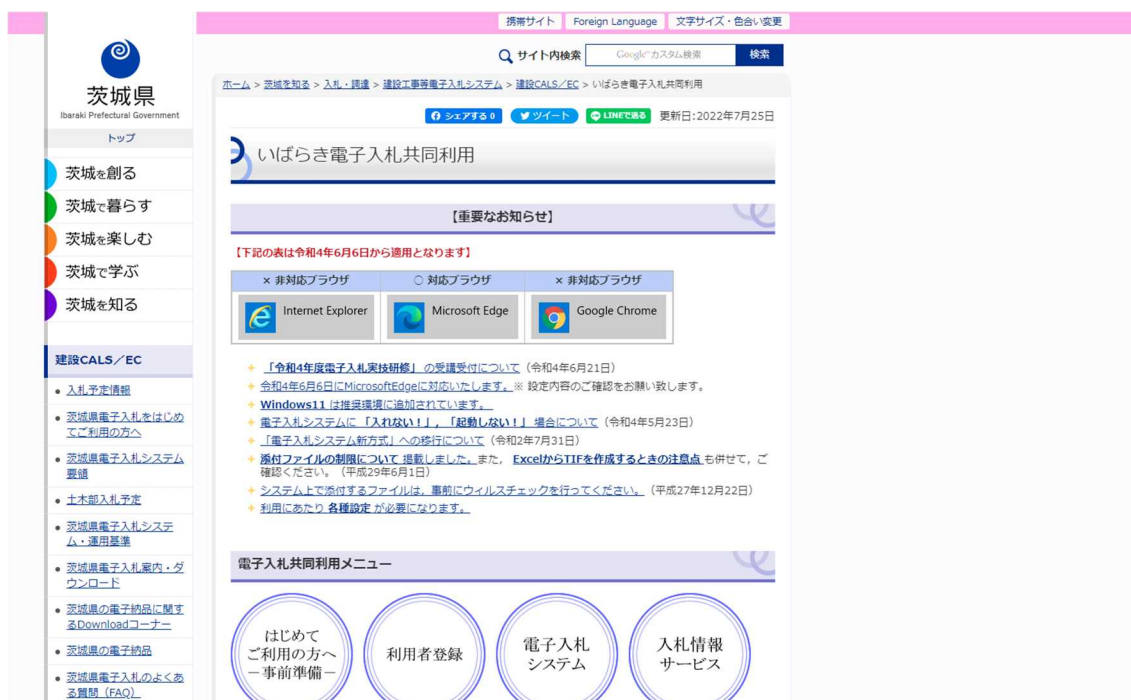 携帯サイト Foreign Language 文字サイズ・色合い変更
茨城県
Ibaraki Prefectural Government
サイト内検索 Google カスタム検索 検索
トップ
茨城を創る
茨城で暮らす
茨城を楽しむ
茨城で学ぶ
茨城を知る
建設CALS／EC
• 入札予定情報
• 茨城県電子入札をはじめ
てご利用の方へ
• 茨城県電子入札システム
要領
• 土木部入札予定
• 茨城県電子入札システ
ム・運用基準
• 茨城県電子入札案内・ダ
ウンロード
• 茨城県の電子納品に関す
るDownloadコーナー
• 茨城県の電子納品
• 茨城県電子入札のよくあ
る質問（FAQ）
ホーム > 茨城を知る > 入札・調達 > 建設工事等電子入札システム > 建設CALS／EC > いばらき電子入札共同利用
シェアする 0 ツイート LINEで送る 更新日:2022年7月25日
いばらき電子入札共同利用
【重要なお知らせ】
【下記の表は令和4年6月6日から適用となります】
× 非対応ブラウザ ○ 対応ブラウザ × 非対応ブラウザ
Internet Explorer Microsoft Edge Google Chrome
「令和4年度電子入札実技研修」 の受講受付について（令和4年6月21日）
令和4年6月6日にMicrosoftEdgeに対応いたします。※ 設定内容のご確認をお願い致します。
Windows11 は推奨環境に追加されています。
電子入札システムに 「入れない！」，「起動しない！」 場合について（令和4年5月23日）
「電子入札システム新方式」への移行について（令和2年7月31日）
添付ファイルの制限について 掲載しました。また， ExcelからTIFを作成するときの注意点 も併せて，ご
確認ください。（平成29年6月1日）
システム上で添付するファイルは，事前にウィルスチェックを行ってください。（平成27年12月22日）
利用にあたり 各種設定 が必要になります。
電子入札共同利用メニュー
はじめて
ご利用の方へ
－事前準備－
利用者登録
電子入札
システム
入札情報
サービス